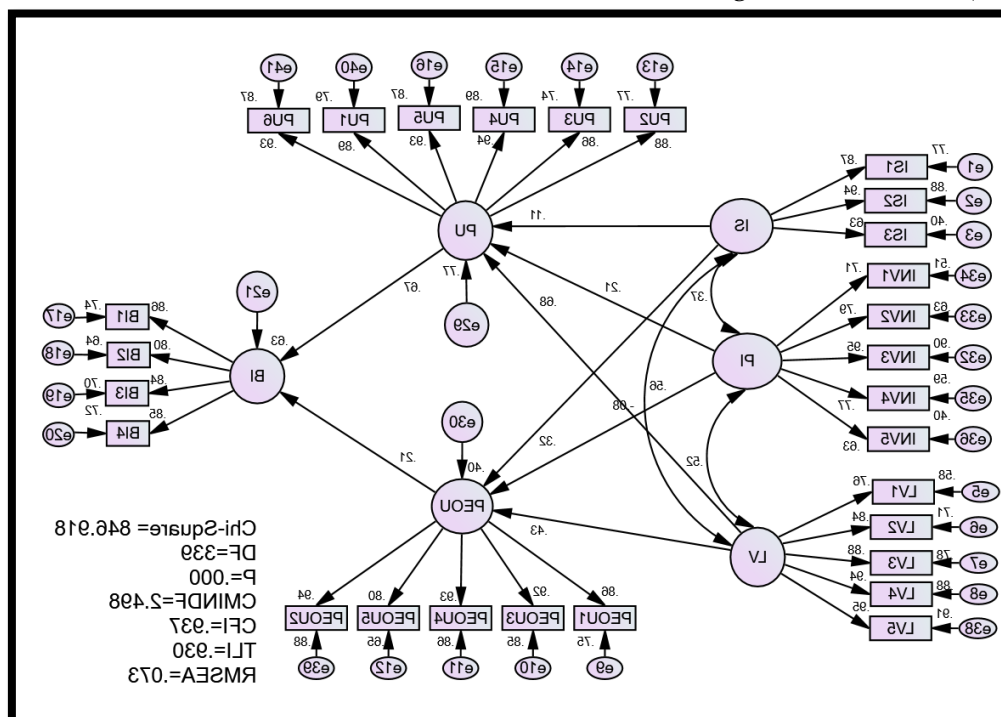 e41 e40 e16 e15 e14 e13
.87 .79 .87 .89 .74 .77
PU6 PU1 PU5 PU4 PU3 PU2
.93 .89 .93 .94 .86 .88
IS1 .87 .77 e1
IS2 .94 .88 e2
IS3 .63 .40 e3
IS
PU
.77
e29
.11
.21
.68
.67
.37
.56
-.08
.32
.52
PI
INV1 .71 .51 e34
INV2 .79 .63 e33
INV3 .95 .90 e32
INV4 .77 .59 e35
INV5 .63 .40 e36
e21
.63
BI
e17 .74 BI1 .86
e18 .64 BI2 .80
e19 .70 BI3 .84
e20 .72 BI4 .85
.21
e30
.40
PEOU
.43
LV
LV1 .76 .58 e5
LV2 .84 .71 e6
LV3 .88 .78 e7
LV4 .94 .88 e8
LV5 .95 .91 e38
.94 .80 .93 .92 .86
PEOU2 PEOU5 PEOU4 PEOU3 PEOU1
.88 .65 .86 .85 .75
e39 e12 e11 e10 e9
Chi-Square= 846.918
DF=339
P=.000
CMINDF=2.498
CFI=.937
TLI=.930
RMSEA=.073